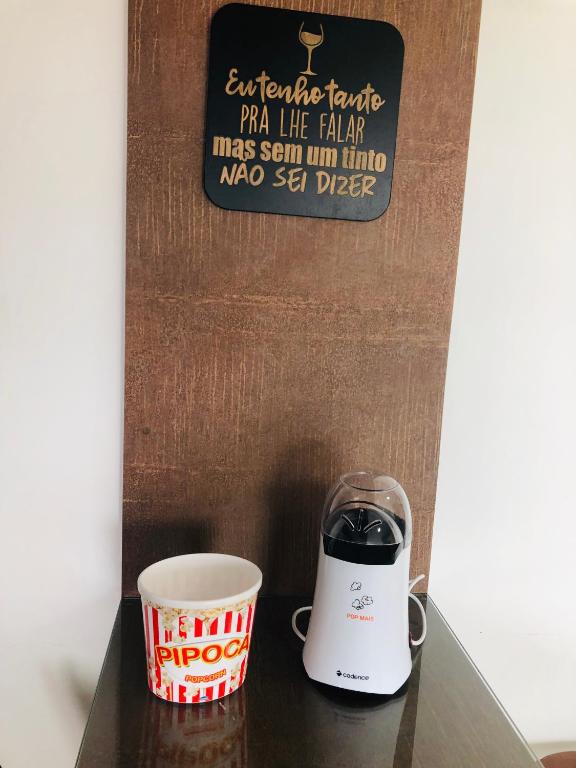 Eu tenho tanto
PRA LHE FALAR
mas sem um tinto
NÃO SEI DIZER
PIPOCA
POPCORN
POP MAIS
cadence